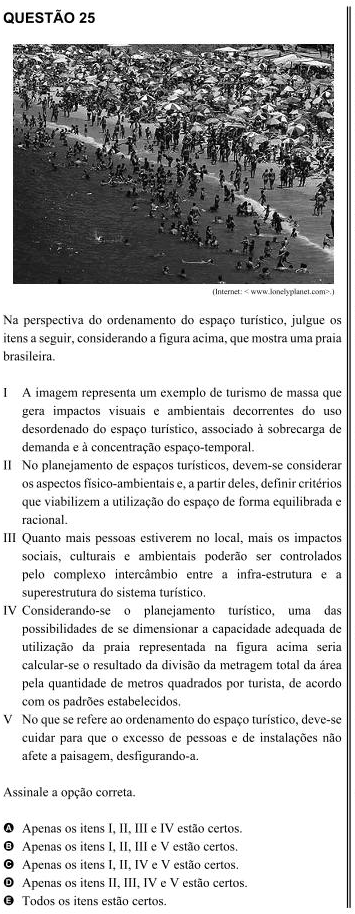 QUESTÃO 25
(Internet: < www.lonelyplanet.com>.)
Na perspectiva do ordenamento do espaço turístico, julgue os
itens a seguir, considerando a figura acima, que mostra uma praia
brasileira.
I A imagem representa um exemplo de turismo de massa que
gera impactos visuais e ambientais decorrentes do uso
desordenado do espaço turístico, associado à sobrecarga de
demanda e à concentração espaço-temporal.
II No planejamento de espaços turísticos, devem-se considerar
os aspectos físico-ambientais e, a partir deles, definir critérios
que viabilizem a utilização do espaço de forma equilibrada e
racional.
III Quanto mais pessoas estiverem no local, mais os impactos
sociais, culturais e ambientais poderão ser controlados
pelo complexo intercâmbio entre a infra-estrutura e a
superestrutura do sistema turístico.
IV Considerando-se o planejamento turístico, uma das
possibilidades de se dimensionar a capacidade adequada de
utilização da praia representada na figura acima seria
calcular-se o resultado da divisão da metragem total da área
pela quantidade de metros quadrados por turista, de acordo
com os padrões estabelecidos.
V No que se refere ao ordenamento do espaço turístico, deve-se
cuidar para que o excesso de pessoas e de instalações não
afete a paisagem, desfigurando-a.
Assinale a opção correta.
A Apenas os itens I, II, III e IV estão certos.
B Apenas os itens I, II, III e V estão certos.
C Apenas os itens I, II, IV e V estão certos.
D Apenas os itens II, III, IV e V estão certos.
E Todos os itens estão certos.